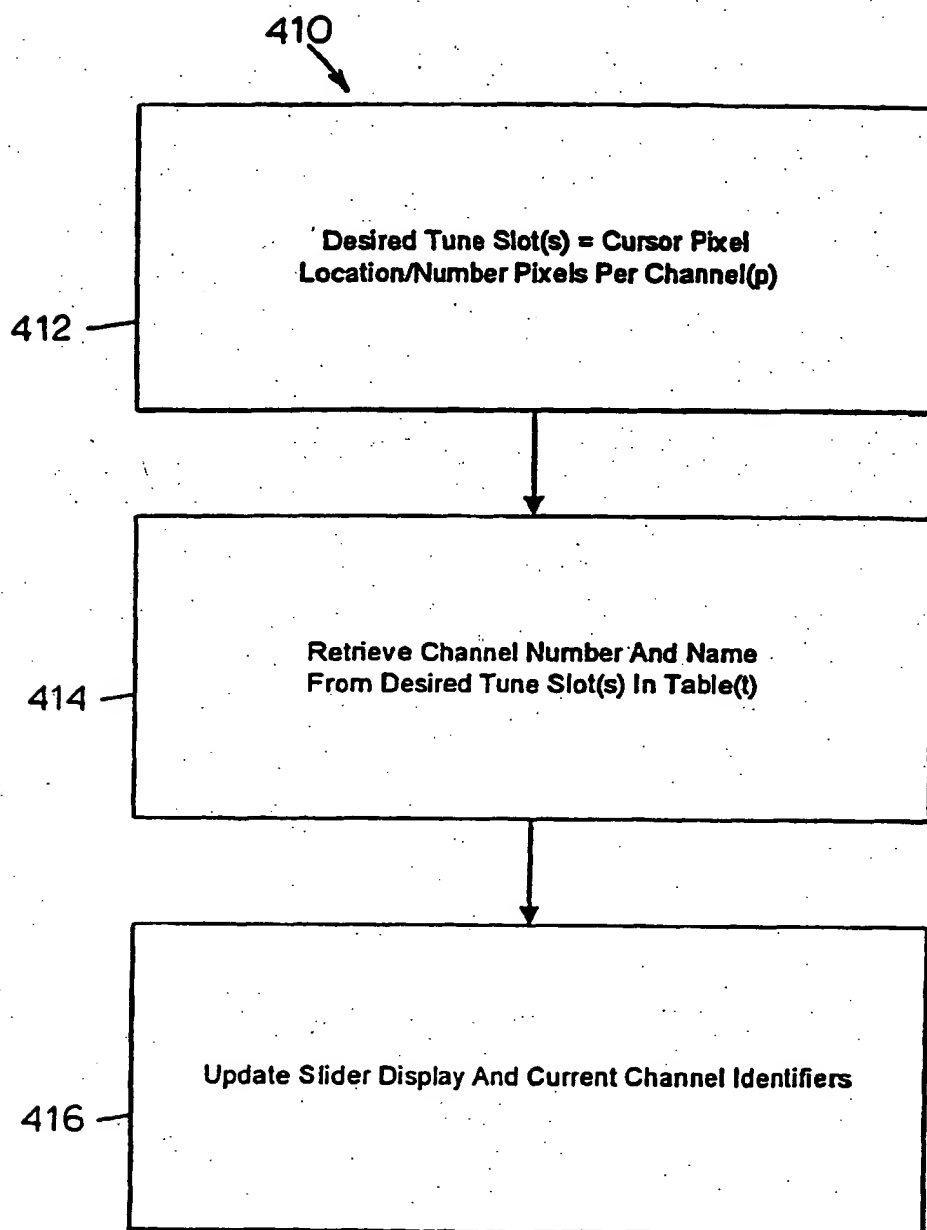 410
Desired Tune Slot(s) = Cursor Pixel
Location/Number Pixels Per Channel(p)
412
Retrieve Channel Number And Name
From Desired Tune Slot(s) In Table(t)
414
Update Slider Display And Current Channel Identifiers
416